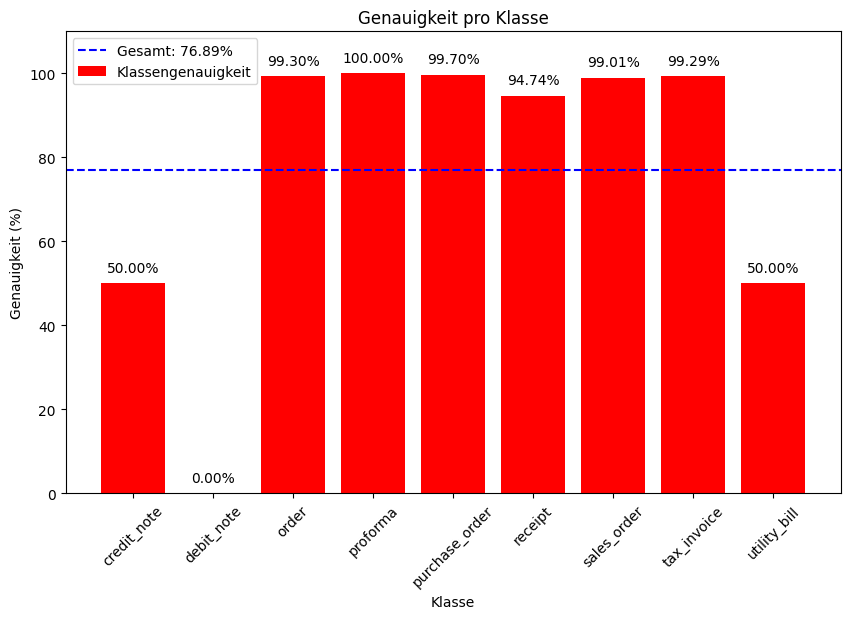 Genauigkeit pro Klasse
Gesamt: 76.89%
Klassengenauigkeit
50.00%
0.00%
99.30%
100.00%
99.70%
94.74%
99.01%
99.29%
50.00%
Genauigkeit (%)
100
80
60
40
20
0
credit_note
debit_note
order
proforma
purchase_order
receipt
sales_order
tax_invoice
utility_bill
Klasse